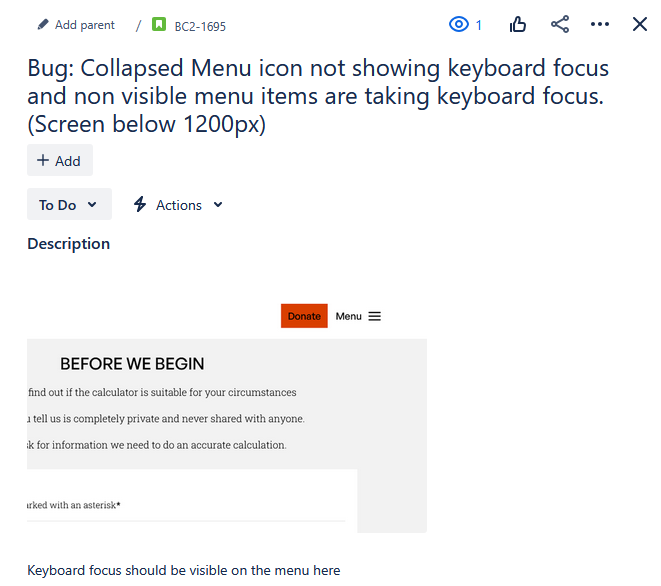 Add parent / BC2-1695
1
Bug: Collapsed Menu icon not showing keyboard focus
and non visible menu items are taking keyboard focus.
(Screen below 1200px)
+ Add
To Do
Actions
Description
Donate Menu
BEFORE WE BEGIN
find out if the calculator is suitable for your circumstances
tell us is completely private and never shared with anyone.
for information we need to do an accurate calculation.
with an asterisk*
Keyboard focus should be visible on the menu here